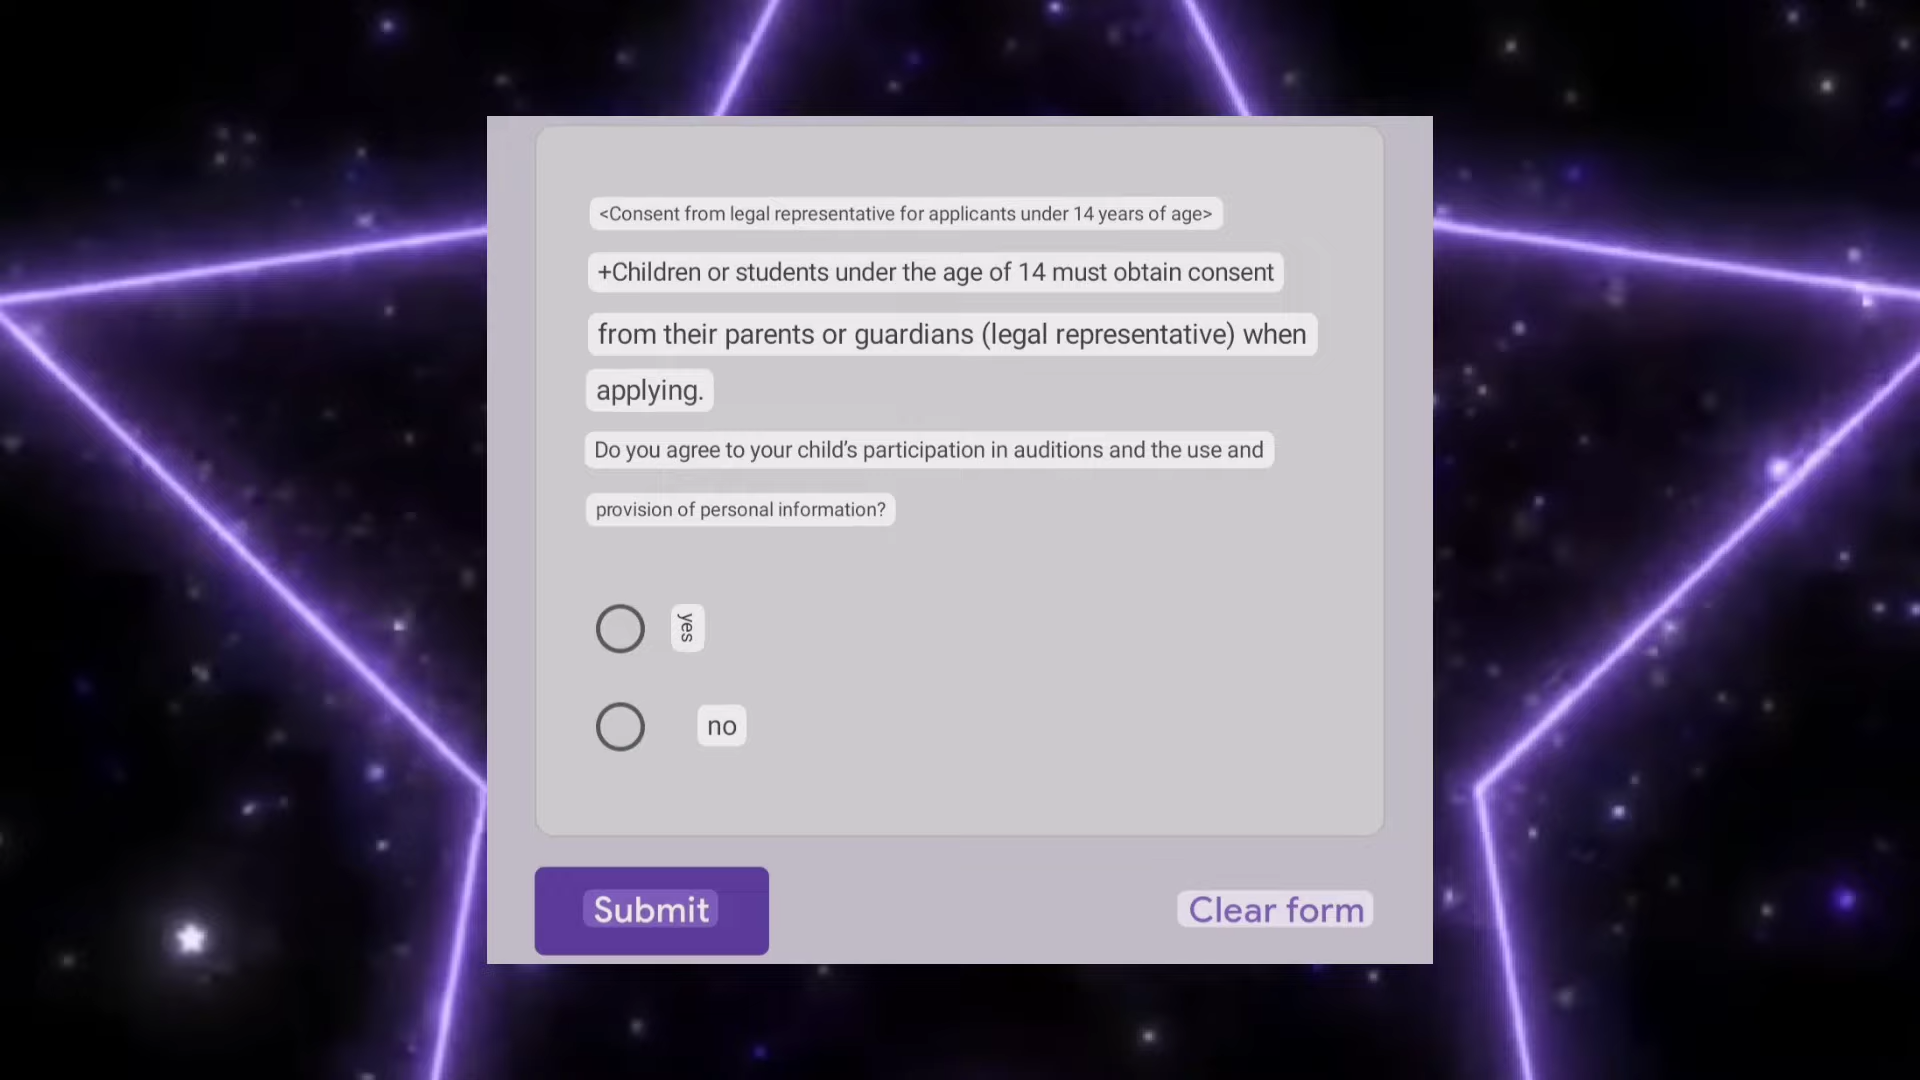 <Consent from legal representative for applicants under 14 years of age>
+Children or students under the age of 14 must obtain consent
from their parents or guardians (legal representative) when
applying.
Do you agree to your child's participation in auditions and the use and
provision of personal information?
yes
no
Submit
Clear form